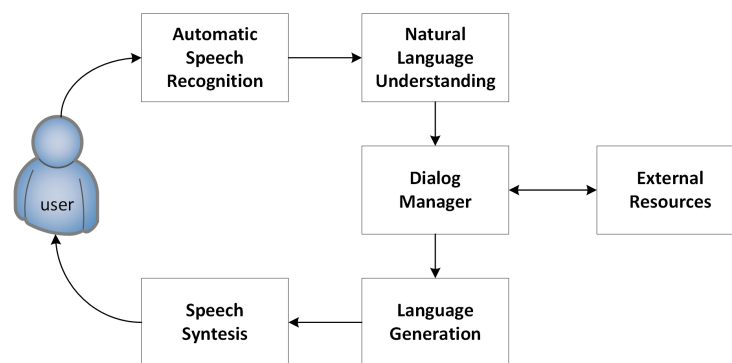 Automatic
Speech
Recognition
Natural
Language
Understanding
user
Dialog
Manager
External
Resources
Speech
Syntesis
Language
Generation